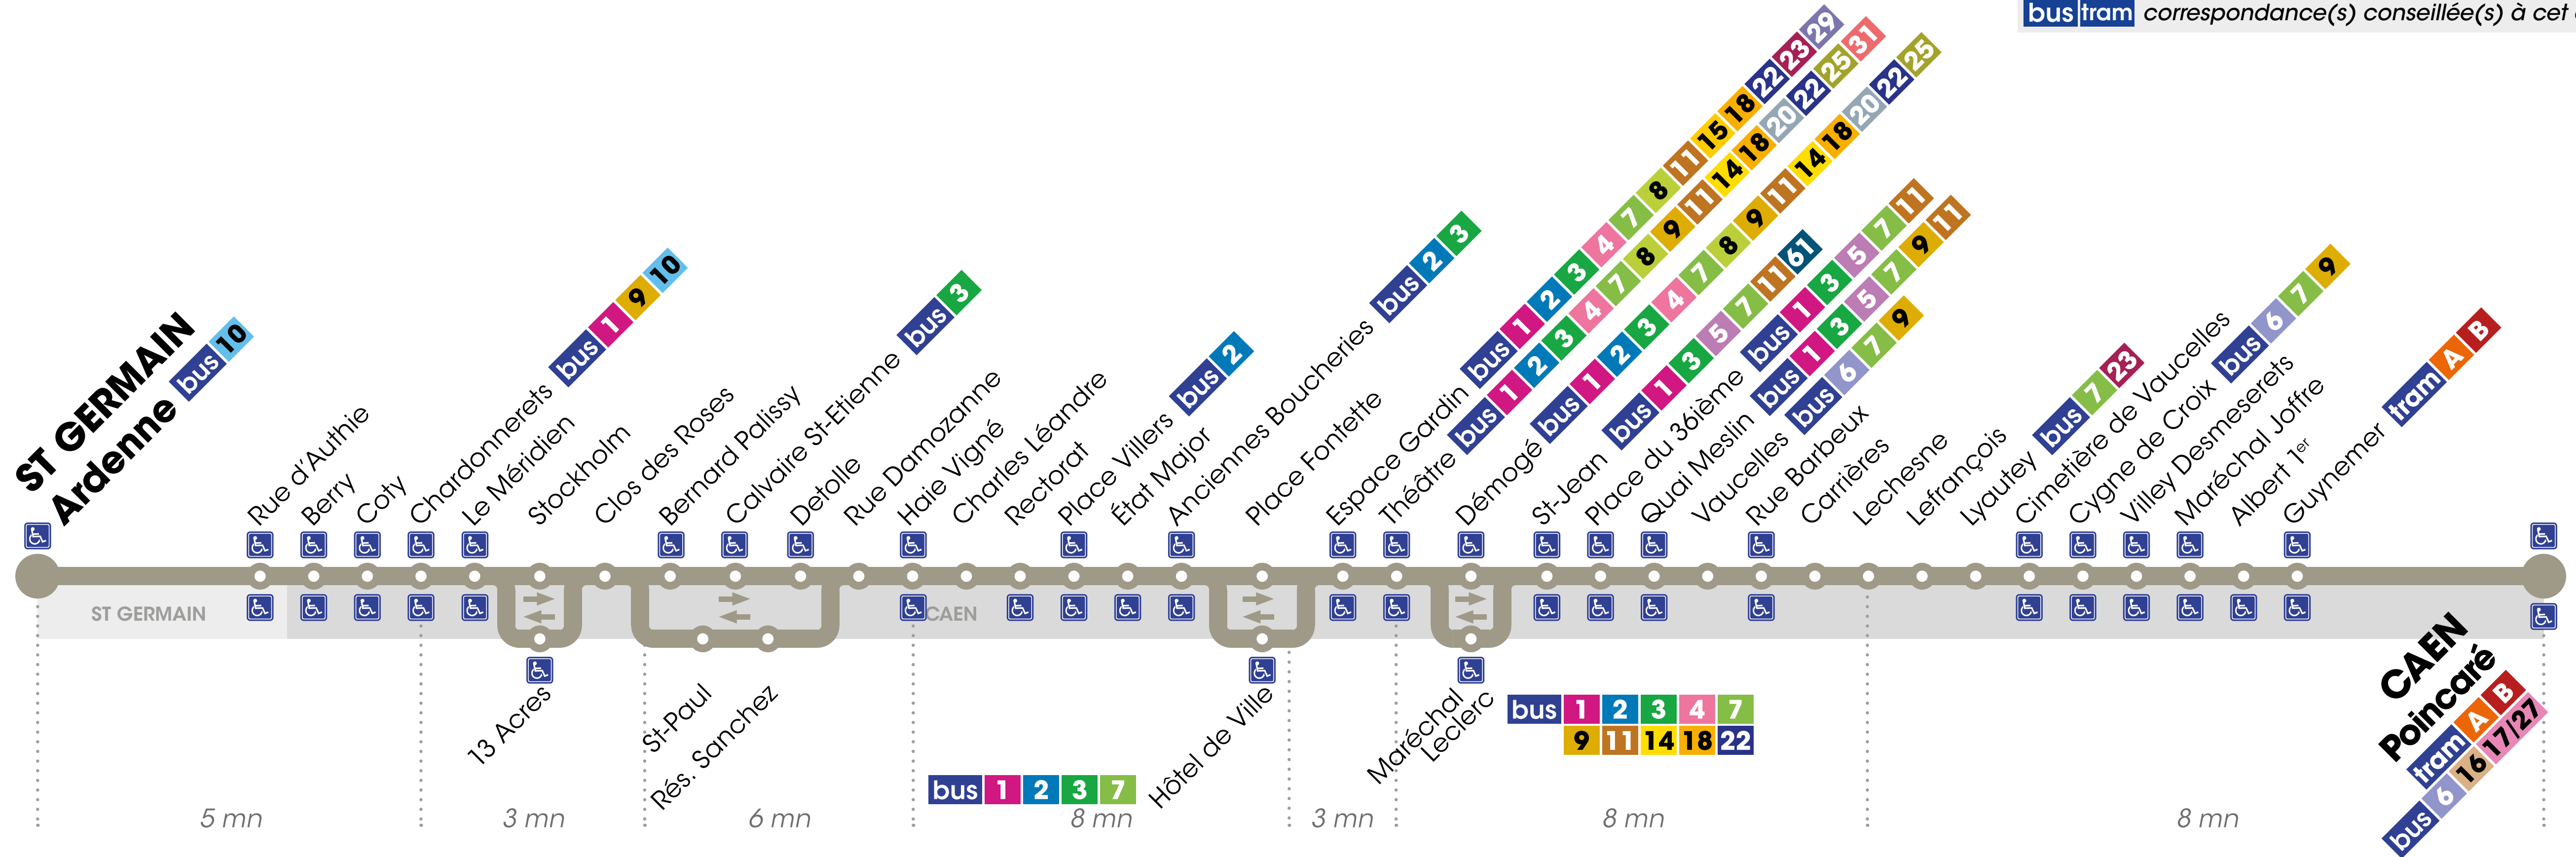 bus tram correspondance(s) conseillée(s) à cet
ST GERMAIN
Ardenne bus 10
Rue d'Authie
Berry
Coty
Chardonnerets bus 1 9 10
Le Méridien
Stockholm
Clos des Roses
Bernard Palissy
Calvaire St-Etienne bus 3
Detolle
Rue Damozanne
Haie Vigné
Charles Léandre
Rectorat
Place Villers bus 2
État Major
Anciennes Boucheries bus 2 3
Place Fontette
Espace Gardin bus 1 2 3 4 7 8 11 15 18 22 23 29
Théâtre bus 1 2 3 4 7 8 9 11 14 18 20 22 25 31
Démogé bus 1 2 3 4 7 8 9 11 14 18 20 22 25
St-Jean bus 1 3 5 7 11 61
Place du 36ième bus 1 3 5 7 11
Quai Meslin bus 1 3 5 7 9 11
Vaucelles bus 6 7 9
Rue Barbeux
Carrières
Lechesne
Lefrançois
Lyautey bus 7 23
Cimetière de Vaucelles
Cygne de Croix bus 6 7 9
Villey Desmeserets
Maréchal Joffre
Albert 1er
Guynemer tram A B
ST GERMAIN
CAEN
13 Acres
St-Paul
Rés. Sanchez
Hôtel de Ville
bus 1 2 3 7
Maréchal
Leclerc
bus 1 2 3 4 7
9 11 14 18 22
CAEN
Poincaré
tram A B
bus 6 16 17/27
5 mn
3 mn
6 mn
8 mn
3 mn
8 mn
8 mn